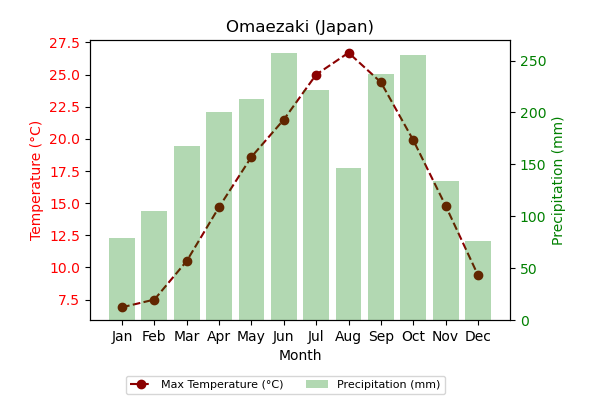 Omaezaki (Japan)
Temperature (°C)
27.5
25.0
22.5
20.0
17.5
15.0
12.5
10.0
7.5
250
200
150
100
50
0
Precipitation (mm)
Jan Feb Mar Apr May Jun Jul Aug Sep Oct Nov Dec
Month
Max Temperature (°C) Precipitation (mm)